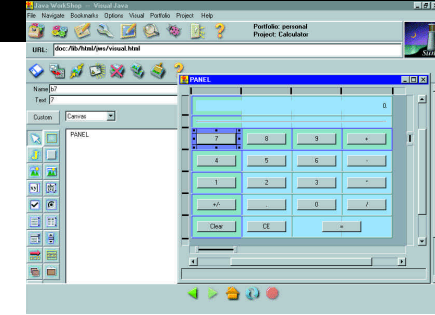 Java WorkShop - Visual Java
File Navigate Bookmarks Options Visual Portfolio Project Help
Portfolio: personal
Project: Calculator
Sun
URL: doc:/lib/html/jws/visual.html
Name b7
Text 7
Custom Canvas
PANEL
PANEL
0.
7 8 9 +
4 5 6 -
1 2 3 *
+/- . 0 /
Clear CE =